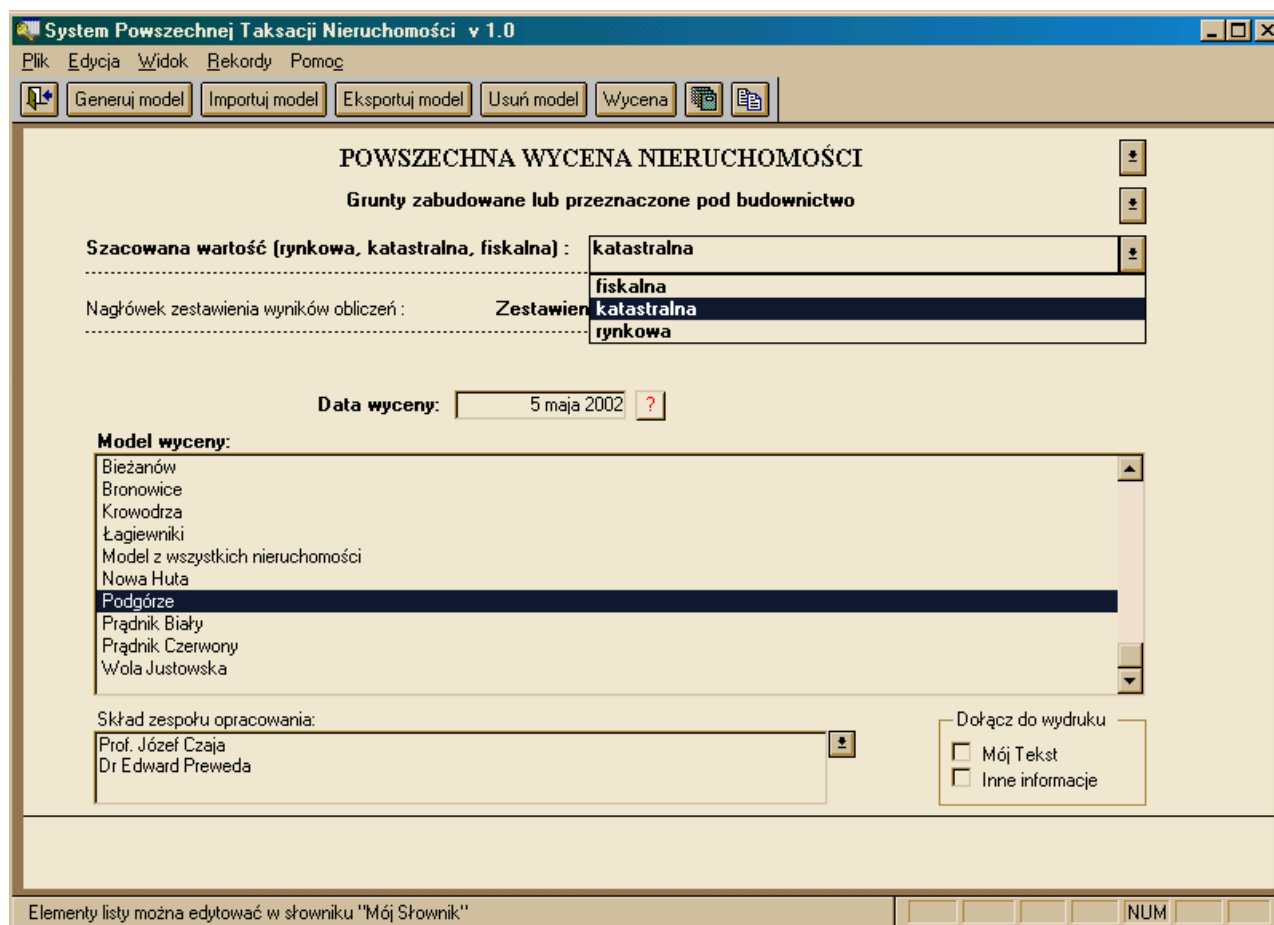 System Powszechnej Taksacji Nieruchomości v 1.0
Plik Edycja Widok Rekordy Pomoc
Generuj model Importuj model Eksportuj model Usuń model Wycena
POWSZECHNA WYCENA NIERUCHOMOŚCI
Grunty zabudowane lub przeznaczone pod budownictwo
Szacowana wartość (rynkowa, katastralna, fiskalna) : katastralna
fiskalna
Nagłówek zestawienia wyników obliczeń : Zestawien katastralna
rynkowa
Data wyceny: 5 maja 2002 ?
Model wyceny:
Bieżanów
Bronowice
Krowodrza
Łagiewniki
Model z wszystkich nieruchomości
Nowa Huta
Podgórze
Prądnik Biały
Prądnik Czerwony
Wola Justowska
Skład zespołu opracowania: Dołącz do wydruku
Prof. Józef Czaja
Dr Edward Preweda
Mój Tekst
Inne informacje
Elementy listy można edytować w słowniku "Mój Słownik" NUM